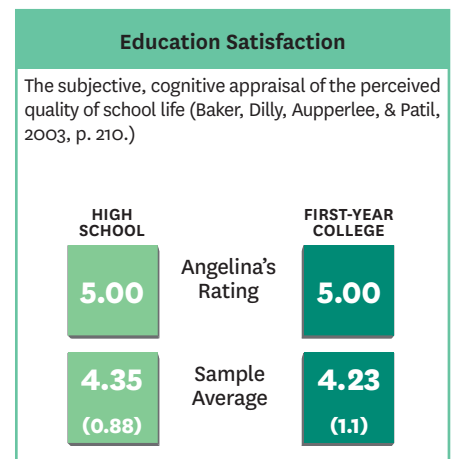 Education Satisfaction
The subjective, cognitive appraisal of the perceived
quality of school life (Baker, Dilly, Aupperlee, & Patil,
2003, p. 210.)
HIGH
SCHOOL
FIRST-YEAR
COLLEGE
5.00
Angelina's
Rating
5.00
4.35
(0.88)
Sample
Average
4.23
(1.1)